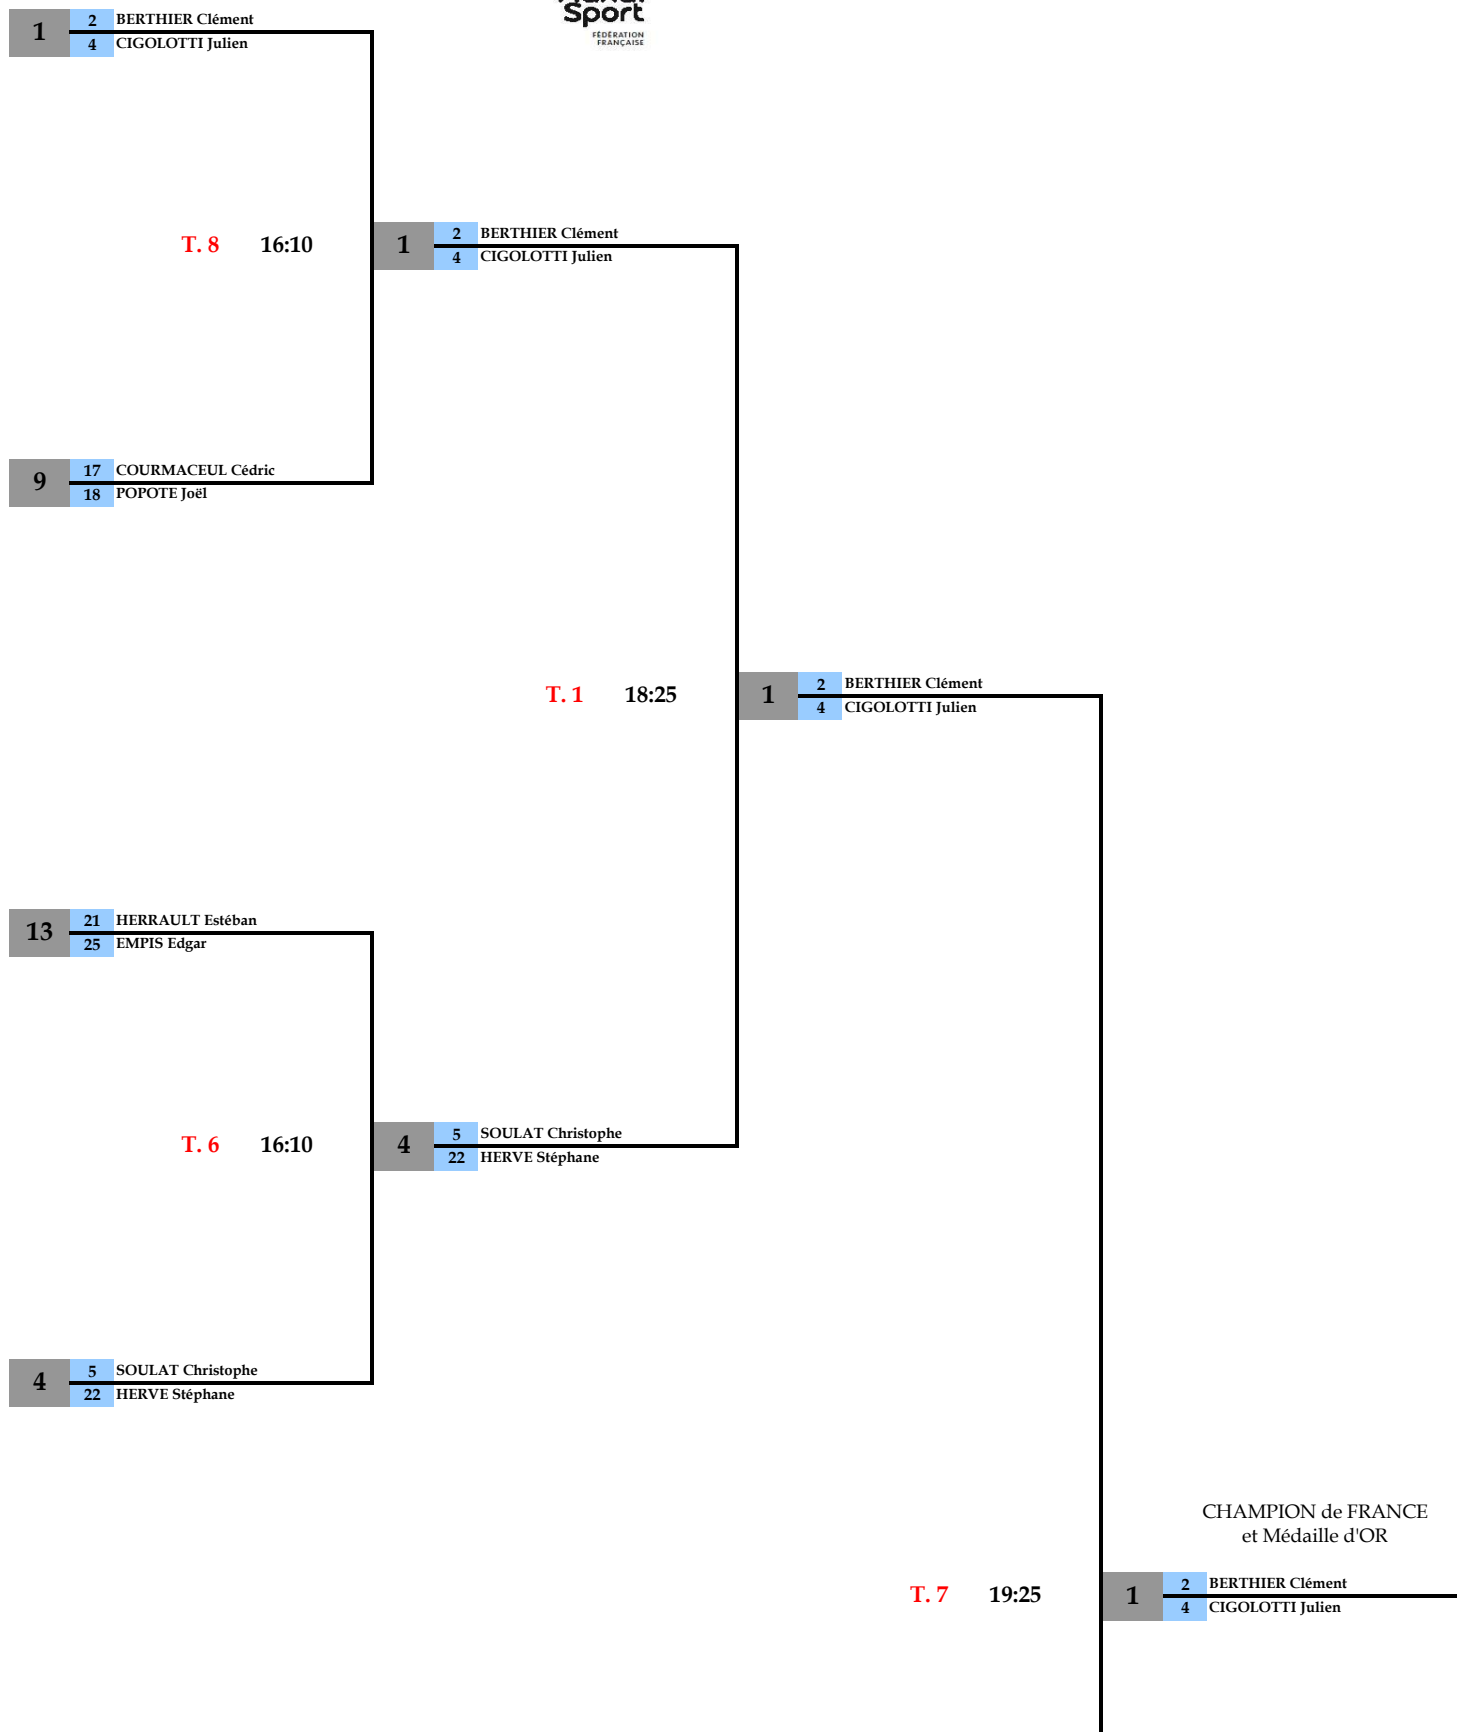 Sport
FÉDÉRATION
FRANÇAISE
1
2 BERTHIER Clément
4 CIGOLOTTI Julien
T. 8 16:10
1
2 BERTHIER Clément
4 CIGOLOTTI Julien
9
17 COURMACEUL Cédric
18 POPOTE Joël
T. 1 18:25
1
2 BERTHIER Clément
4 CIGOLOTTI Julien
13
21 HERRAULT Estéban
25 EMPIS Edgar
T. 6 16:10
4
5 SOULAT Christophe
22 HERVE Stéphane
4
5 SOULAT Christophe
22 HERVE Stéphane
CHAMPION de FRANCE
et Médaille d'OR
T. 7 19:25
1
2 BERTHIER Clément
4 CIGOLOTTI Julien